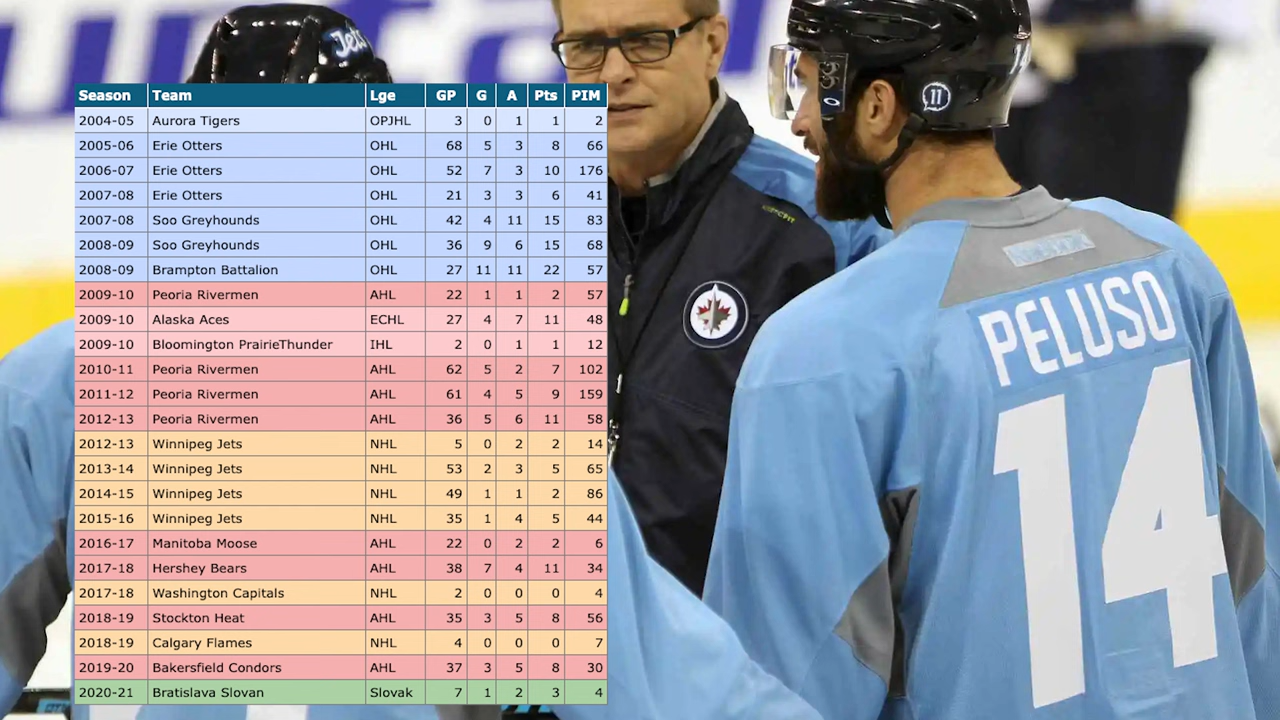 Jets
Season Team Lge GP G A Pts PIM
2004-05 Aurora Tigers OPJHL 3 0 1 1 2
2005-06 Erie Otters OHL 68 5 3 8 66
2006-07 Erie Otters OHL 52 7 3 10 176
2007-08 Erie Otters OHL 21 3 3 6 41
2007-08 Soo Greyhounds OHL 42 4 11 15 83
2008-09 Soo Greyhounds OHL 36 9 6 15 68
2008-09 Brampton Battalion OHL 27 11 11 22 57
2009-10 Peoria Rivermen AHL 22 1 1 2 57
2009-10 Alaska Aces ECHL 27 4 7 11 48
2009-10 Bloomington PrairieThunder IHL 2 0 1 1 12
2010-11 Peoria Rivermen AHL 62 5 2 7 102
2011-12 Peoria Rivermen AHL 61 4 5 9 159
2012-13 Peoria Rivermen AHL 36 5 6 11 58
2012-13 Winnipeg Jets NHL 5 0 2 2 14
2013-14 Winnipeg Jets NHL 53 2 3 5 65
2014-15 Winnipeg Jets NHL 49 1 1 2 86
2015-16 Winnipeg Jets NHL 35 1 4 5 44
2016-17 Manitoba Moose AHL 22 0 2 2 6
2017-18 Hershey Bears AHL 38 7 4 11 34
2017-18 Washington Capitals NHL 2 0 0 0 4
2018-19 Stockton Heat AHL 35 3 5 8 56
2018-19 Calgary Flames NHL 4 0 0 0 7
2019-20 Bakersfield Condors AHL 37 3 5 8 30
2020-21 Bratislava Slovan Slovak 7 1 2 3 4
11
PELUSO
14